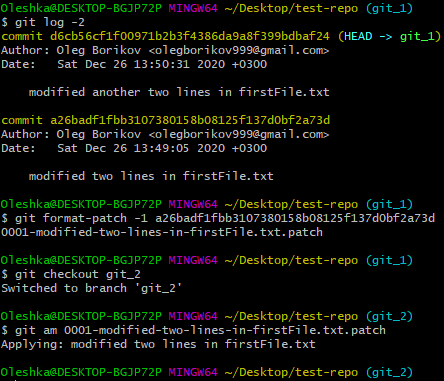 Oleshka@DESKTOP-BGJP72P MINGW64 ~/Desktop/test-repo (git_1)
$ git log -2
commit d6cb56cf1f00971b2b3f4386da9a8f399bdbaf24 (HEAD -> git_1)
Author: Oleg Borikov <olegborikov999@gmail.com>
Date:   Sat Dec 26 13:50:31 2020 +0300
    modified another two lines in firstFile.txt
commit a26badf1fbb3107380158b08125f137d0bf2a73d
Author: Oleg Borikov <olegborikov999@gmail.com>
Date:   Sat Dec 26 13:49:05 2020 +0300
    modified two lines in firstFile.txt
Oleshka@DESKTOP-BGJP72P MINGW64 ~/Desktop/test-repo (git_1)
$ git format-patch -1 a26badf1fbb3107380158b08125f137d0bf2a73d
0001-modified-two-lines-in-firstFile.txt.patch
Oleshka@DESKTOP-BGJP72P MINGW64 ~/Desktop/test-repo (git_1)
$ git checkout git_2
Switched to branch 'git_2'
Oleshka@DESKTOP-BGJP72P MINGW64 ~/Desktop/test-repo (git_2)
$ git am 0001-modified-two-lines-in-firstFile.txt.patch
Applying: modified two lines in firstFile.txt
Oleshka@DESKTOP-BGJP72P MINGW64 ~/Desktop/test-repo (git_2)